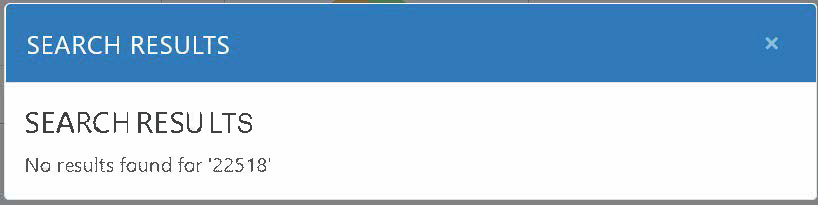 SEARCH RESULTS ×
SEARCH RESULTS
No results found for '22518'